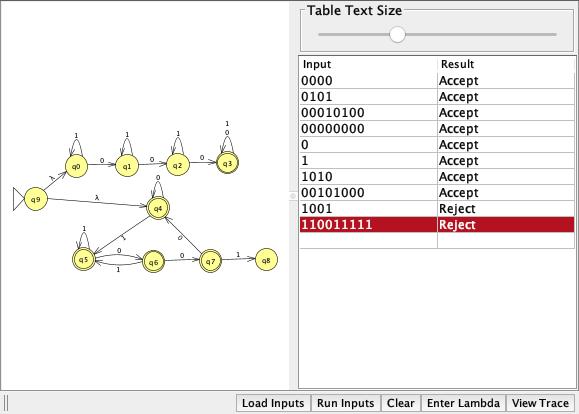 Table Text Size
Input Result
0000 Accept
0101 Accept
00010100 Accept
00000000 Accept
0 Accept
1 Accept
1010 Accept
00101000 Accept
1001 Reject
110011111 Reject
1 1 1 1
0
q0 0 q1 0 q2 0 q3
λ
q9 λ
0
q4
1 1 0
q5 0 q6 0 q7 1 q8
1
Load Inputs Run Inputs Clear Enter Lambda View Trace